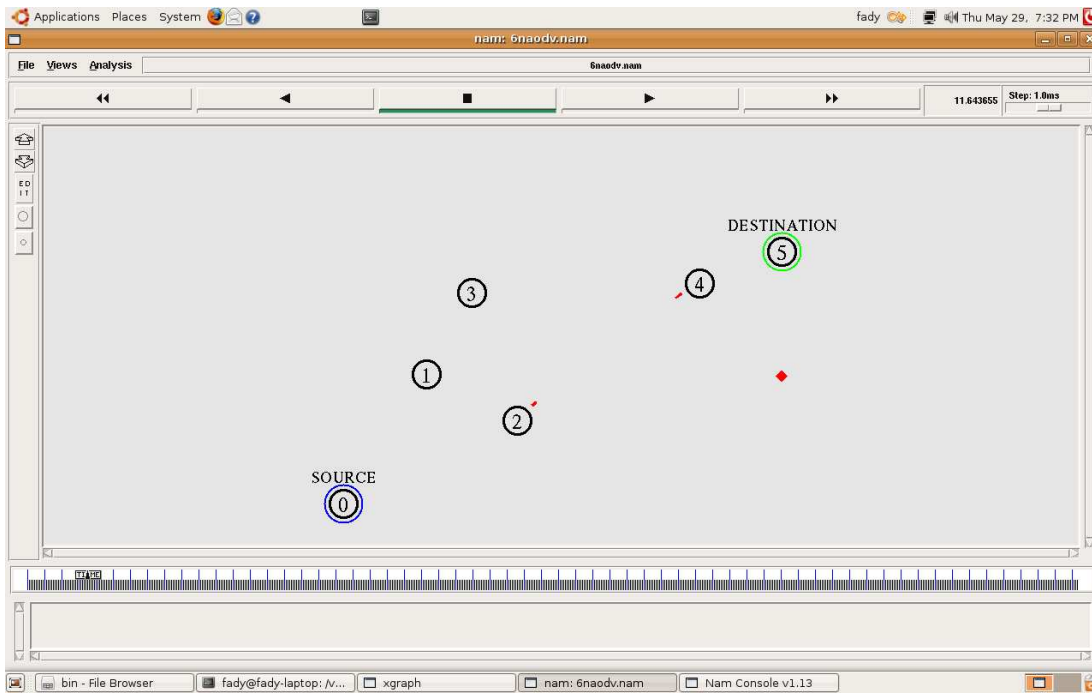 Applications Places System fady Thu May 29, 7:32 PM
nam: 6naodv.nam
File Views Analysis 6naodv.nam
11.643655 Step: 1.0ms
E D
I T
DESTINATION
5
4
3
1
2
SOURCE
0
TIME
bin - File Browser fady@fady-laptop: /v... xgraph nam: 6naodv.nam Nam Console v1.13